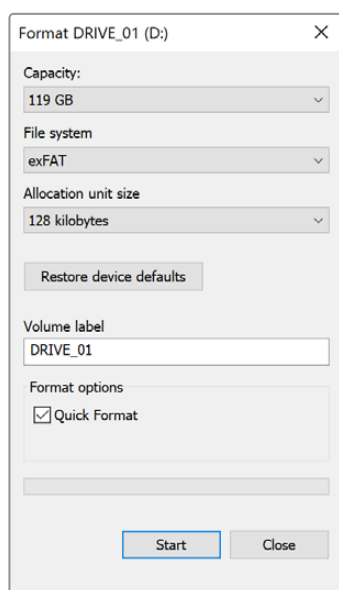 Format DRIVE_01 (D:)
Capacity:
119 GB
File system
exFAT
Allocation unit size
128 kilobytes
Restore device defaults
Volume label
DRIVE_01
Format options
Quick Format
Start Close